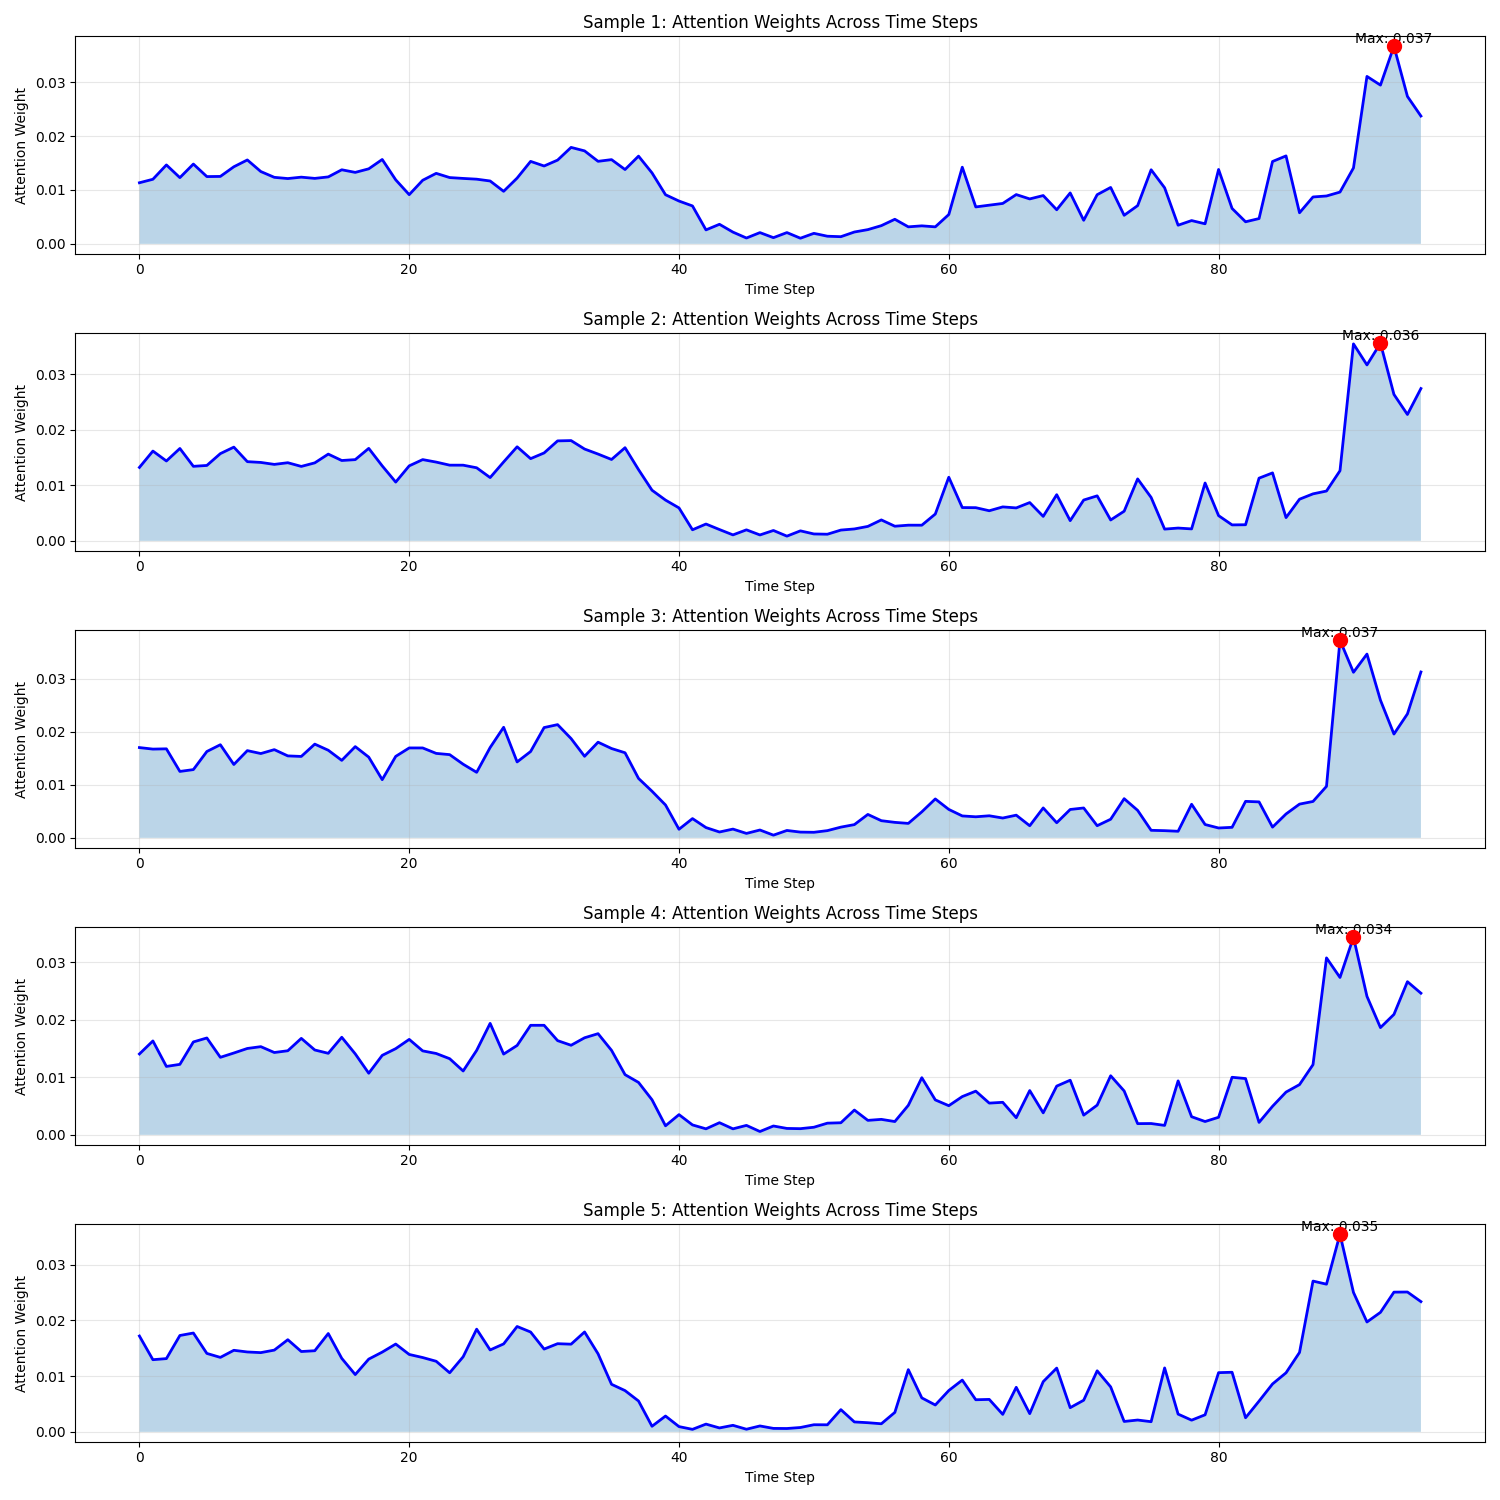 Sample 1: Attention Weights Across Time Steps
Max: 0.037
Attention Weight
0.03
0.02
0.01
0.00
0 20 40 60 80
Time Step
Sample 2: Attention Weights Across Time Steps
Max: 0.036
Attention Weight
0.03
0.02
0.01
0.00
0 20 40 60 80
Time Step
Sample 3: Attention Weights Across Time Steps
Max: 0.037
Attention Weight
0.03
0.02
0.01
0.00
0 20 40 60 80
Time Step
Sample 4: Attention Weights Across Time Steps
Max: 0.034
Attention Weight
0.03
0.02
0.01
0.00
0 20 40 60 80
Time Step
Sample 5: Attention Weights Across Time Steps
Max: 0.035
Attention Weight
0.03
0.02
0.01
0.00
0 20 40 60 80
Time Step